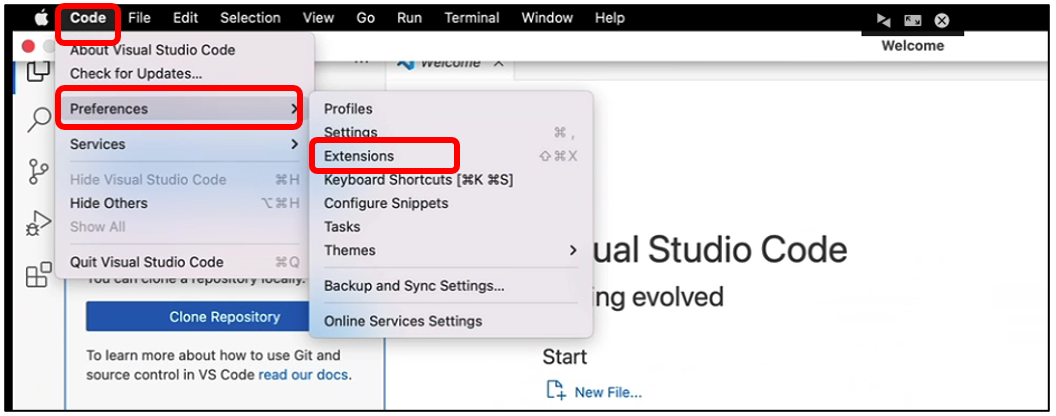 Code File Edit Selection View Go Run Terminal Window Help
Welcome
About Visual Studio Code
Check for Updates...
Preferences
Services
Hide Visual Studio Code ⌘H
Hide Others ⌥⌘H
Show All
Quit Visual Studio Code ⌘Q
Welcome
Profiles
Settings ⌘ ,
Extensions ⇧⌘X
Keyboard Shortcuts [⌘K ⌘S]
Configure Snippets
Tasks
Themes
Backup and Sync Settings...
Online Services Settings
You can clone a repository locally.
Clone Repository
To learn more about how to use Git and
source control in VS Code read our docs.
ual Studio Code
ing evolved
Start
New File...